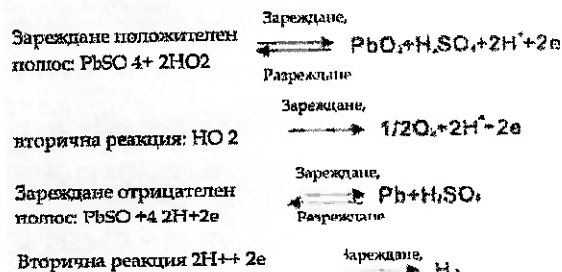 Зареждане,
Зареждане положителен
полюс: PbSO 4+ 2HO2 PbO₂+H₂SO₄+2H⁺+2e
Разреждане
Зареждане,
вторична реакция: HO 2 1/2O₂+2H⁺-2e
Зареждане,
Зареждане отрицателен
полюс: PbSO +4 2H+2e Pb+H₂SO₄
Разреждане
Зареждане,
Вторична реакция 2H++ 2e H₂